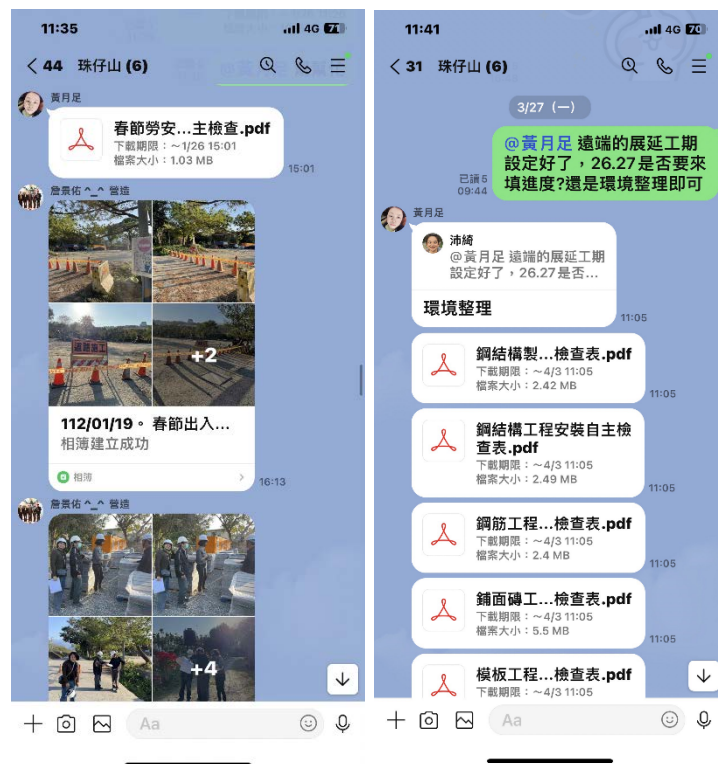 11:35
4G 71
44 珠仔山 (6)
黃月足
春節勞安...主檢查.pdf
下載期限：~1/26 15:01
檔案大小：1.03 MB
15:01
詹景佑 ^_^ 營造
道路施工
+2
112/01/19。春節出入...
相簿建立成功
相簿
16:13
詹景佑 ^_^ 營造
+4
Aa
11:41
4G 70
31 珠仔山 (6)
3/27（一）
@黃月足 遠端的展延工期
設定好了，26.27是否要來
填進度?還是環境整理即可
已讀5
09:44
黃月足
沛綺
@黃月足 遠端的展延工期
設定好了，26.27是否...
環境整理
11:05
鋼結構製...檢查表.pdf
下載期限：~4/3 11:05
檔案大小：2.42 MB
11:05
鋼結構工程安裝自主檢
查表.pdf
下載期限：~4/3 11:05
檔案大小：2.49 MB
11:05
鋼筋工程...檢查表.pdf
下載期限：~4/3 11:05
檔案大小：2.4 MB
11:05
鋪面磚工...檢查表.pdf
下載期限：~4/3 11:05
檔案大小：5.5 MB
11:05
模板工程...檢查表.pdf
下載期限：~4/3 11:05
Aa